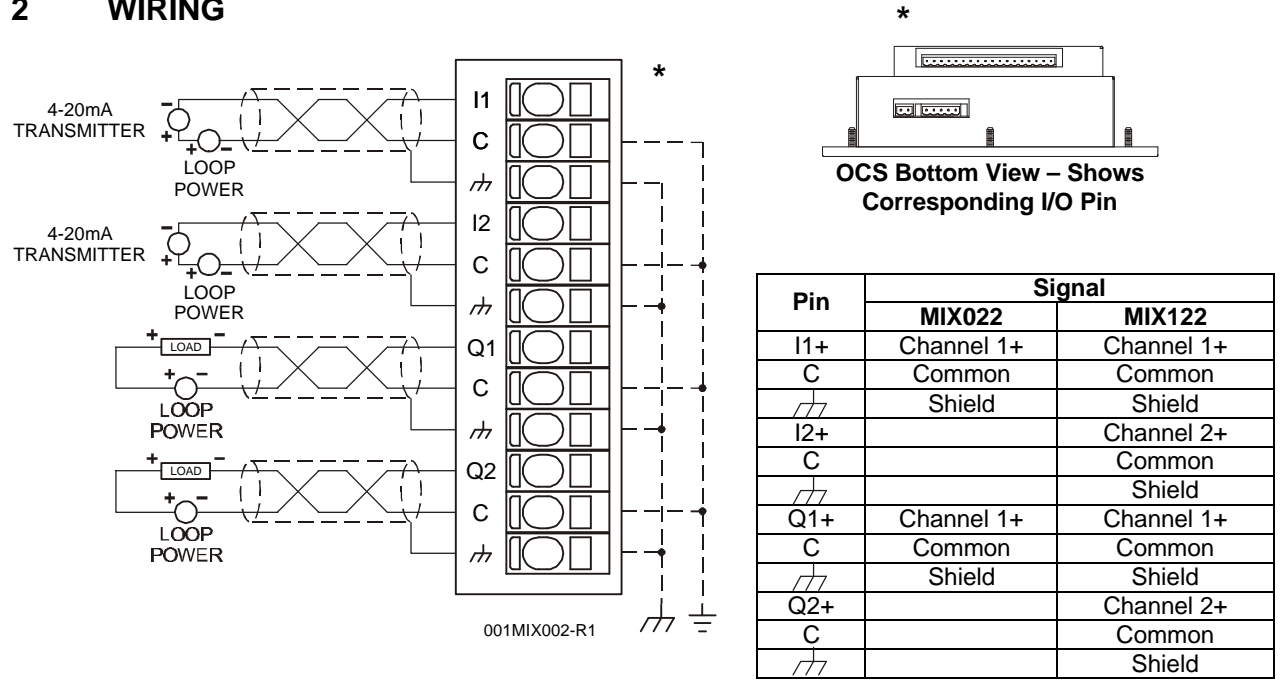 2 WIRING
*
I1
C
I2
C
Q1
C
Q2
C
4-20mA
TRANSMITTER
-
+
+ -
LOOP
POWER
4-20mA
TRANSMITTER
-
+
+ -
LOOP
POWER
+ LOAD -
+ -
LOOP
POWER
+ LOAD -
+ -
LOOP
POWER
001MIX002-R1
*
OCS Bottom View – Shows
Corresponding I/O Pin
Pin Signal
MIX022 MIX122
I1+ Channel 1+ Channel 1+
C Common Common
Shield Shield
I2+ Channel 2+
C Common
Shield
Q1+ Channel 1+ Channel 1+
C Common Common
Shield Shield
Q2+ Channel 2+
C Common
Shield